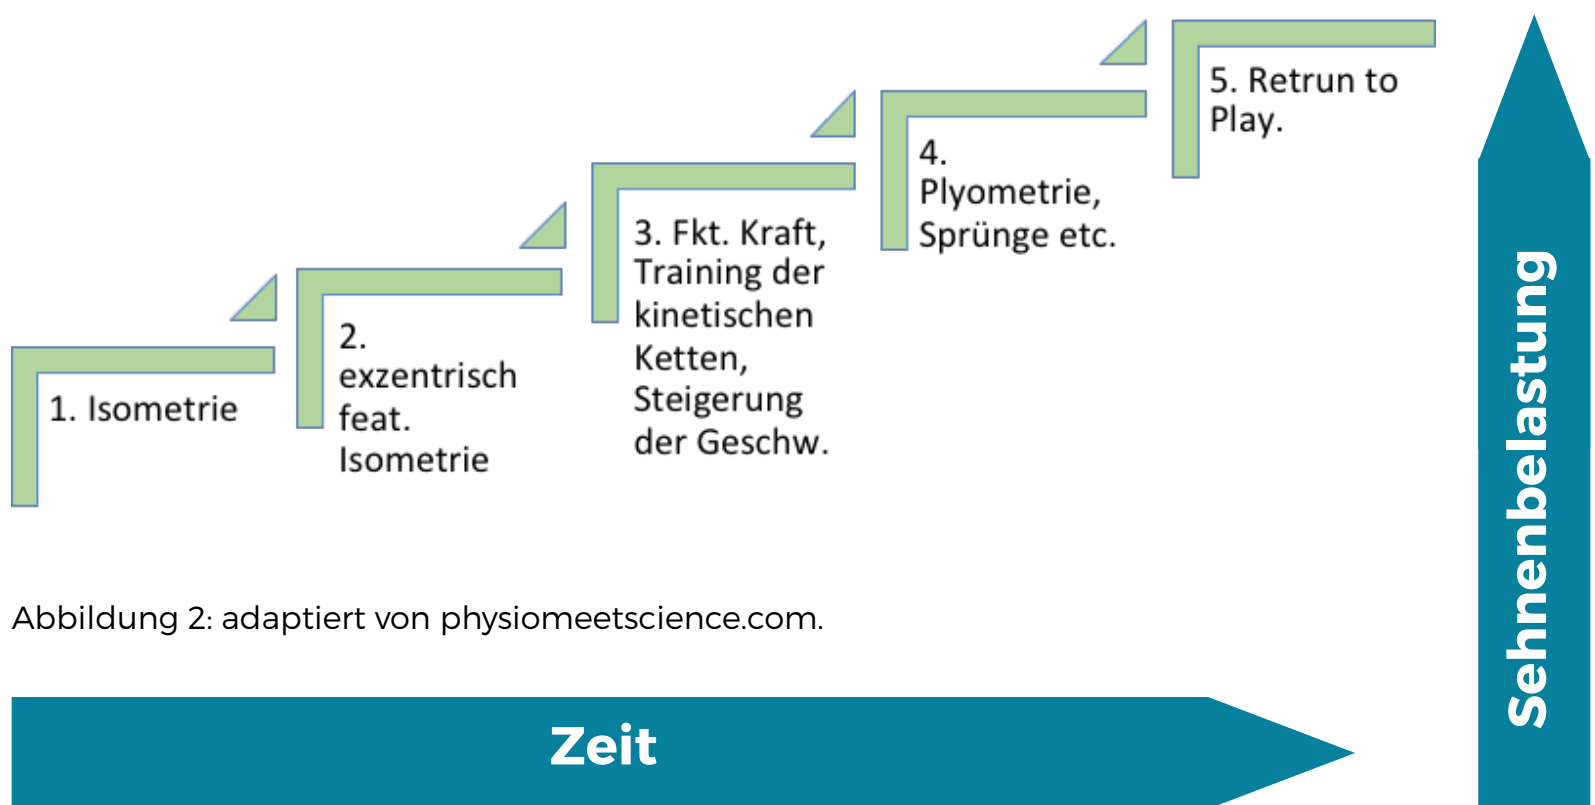 1. Isometrie
2.
exzentrisch
feat.
Isometrie
3. Fkt. Kraft,
Training der
kinetischen
Ketten,
Steigerung
der Geschw.
4.
Plyometrie,
Sprünge etc.
5. Retrun to
Play.
Sehnenbelastung
Abbildung 2: adaptiert von physiomeetscience.com.
Zeit